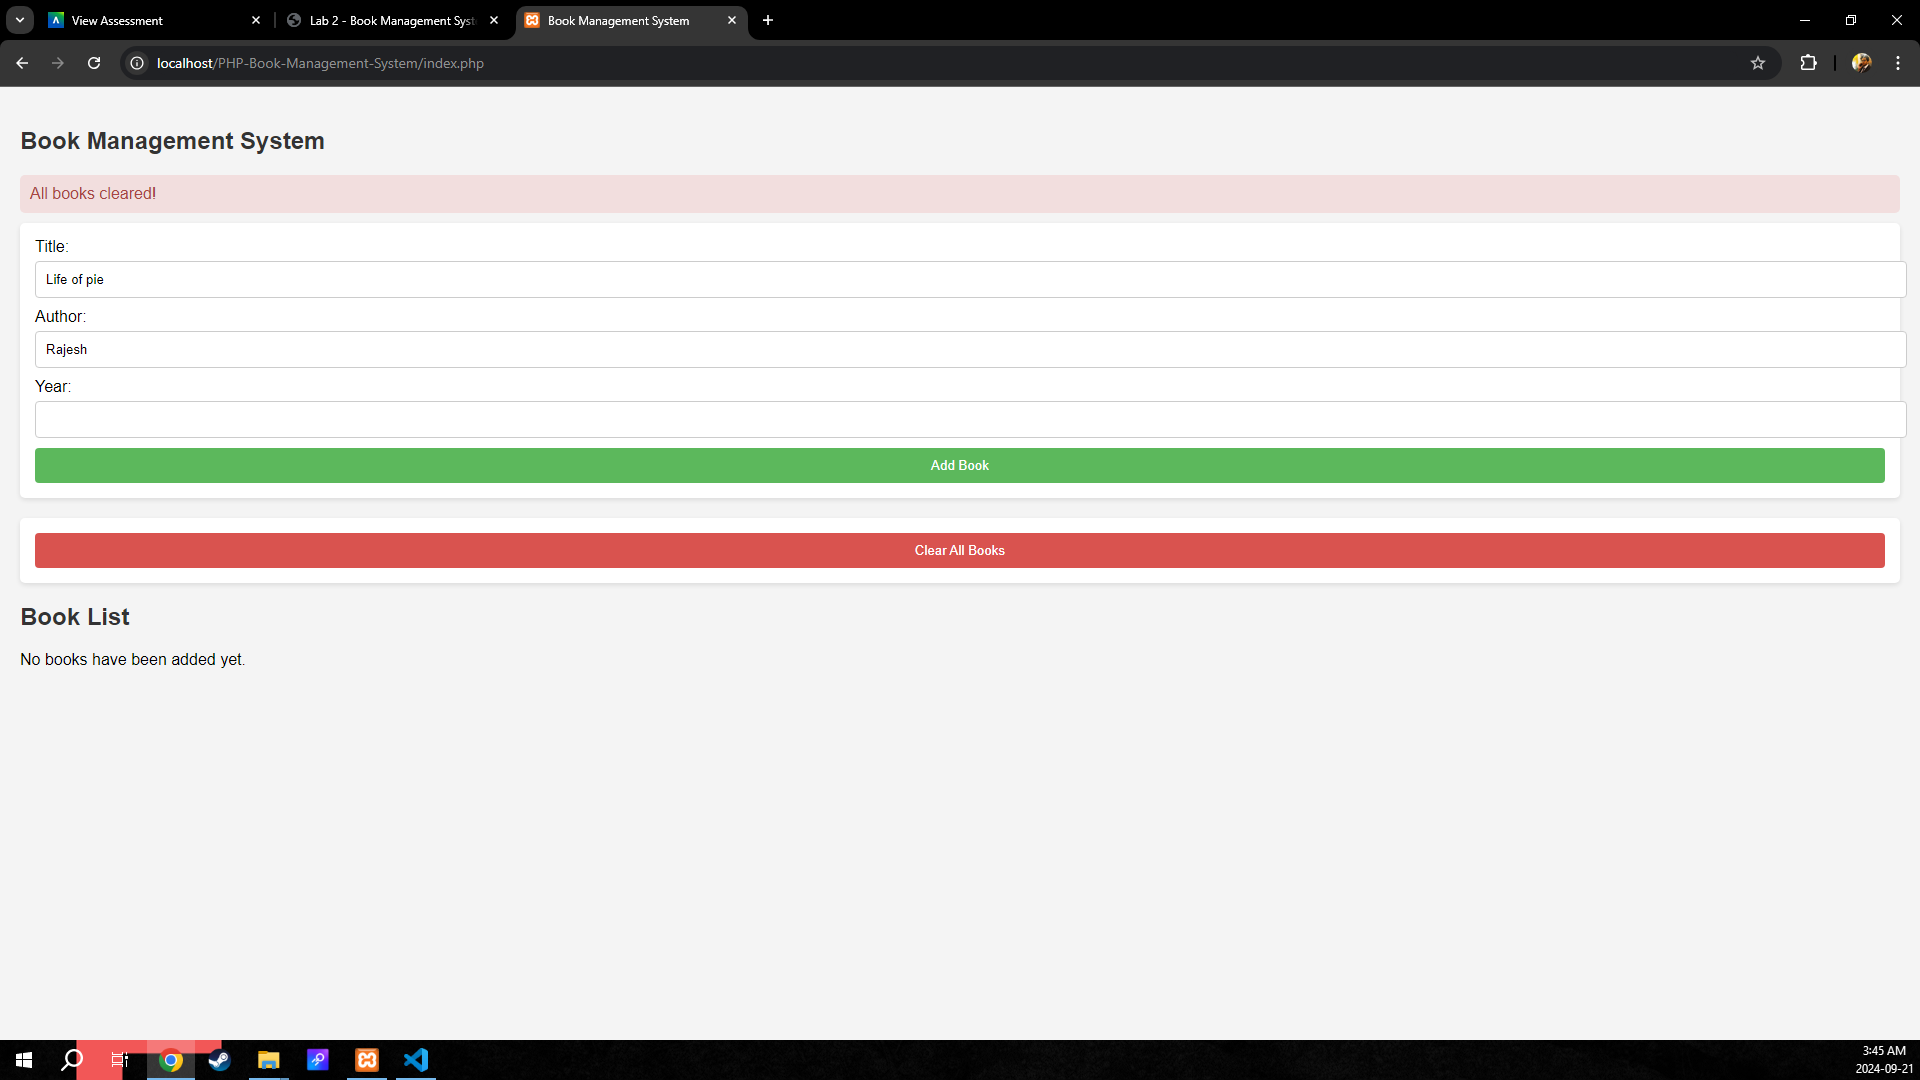 View Assessment
Lab 2 - Book Management Syst
Book Management System
localhost/PHP-Book-Management-System/index.php
Book Management System
All books cleared!
Title:
Life of pie
Author:
Rajesh
Year:
Add Book
Clear All Books
Book List
No books have been added yet.
3:45 AM
2024-09-21